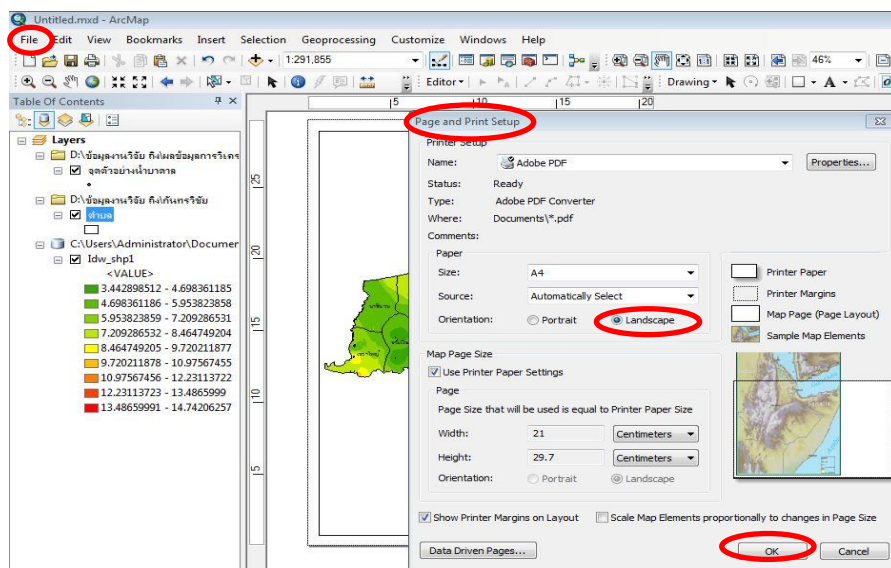 Untitled.mxd - ArcMap
File Edit View Bookmarks Insert Selection Geoprocessing Customize Windows Help
1:291,855 46%
Editor Drawing A
Table Of Contents
5 10 15 20
Layers
D:\ข้อมูลงานวิจัย กิ่ง\ผลข้อมูลการวิเคร
จุดตัวอย่างน้ำบาดาล
D:\ข้อมูลงานวิจัย กิ่ง\กันทรวิชัย
ตำบล
C:\Users\Administrator\Documer
Idw_shp1
<VALUE>
3.442898512 - 4.698361185
4.698361186 - 5.953823858
5.953823859 - 7.209286531
7.209286532 - 8.464749204
8.464749205 - 9.720211877
9.720211878 - 10.97567455
10.97567456 - 12.23113722
12.23113723 - 13.4865999
13.48659991 - 14.74206257
25
20
15
10
5
Page and Print Setup
Printer Setup
Name: Adobe PDF Properties...
Status: Ready
Type: Adobe PDF Converter
Where: Documents\*.pdf
Comments:
Paper
Size: A4
Source: Automatically Select
Orientation: Portrait Landscape
Printer Paper
Printer Margins
Map Page (Page Layout)
Sample Map Elements
Map Page Size
Use Printer Paper Settings
Page
Page Size that will be used is equal to Printer Paper Size
Width: 21 Centimeters
Height: 29.7 Centimeters
Orientation: Portrait Landscape
Show Printer Margins on Layout Scale Map Elements proportionally to changes in Page Size
Data Driven Pages... OK Cancel